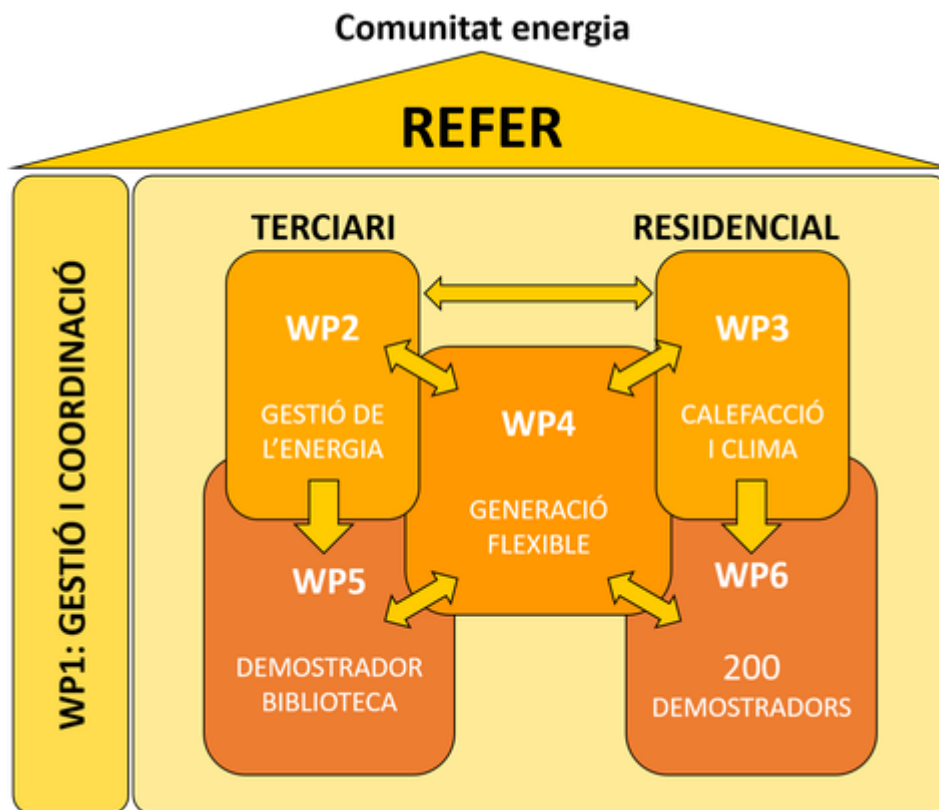 Comunitat energia
REFER
WP1: GESTIÓ I COORDINACIÓ
TERCIARI
RESIDENCIAL
WP2
GESTIÓ DE
L'ENERGIA
WP3
CALEFACCIÓ
I CLIMA
WP4
GENERACIÓ
FLEXIBLE
WP5
DEMOSTRADOR
BIBLIOTECA
WP6
200
DEMOSTRADORS